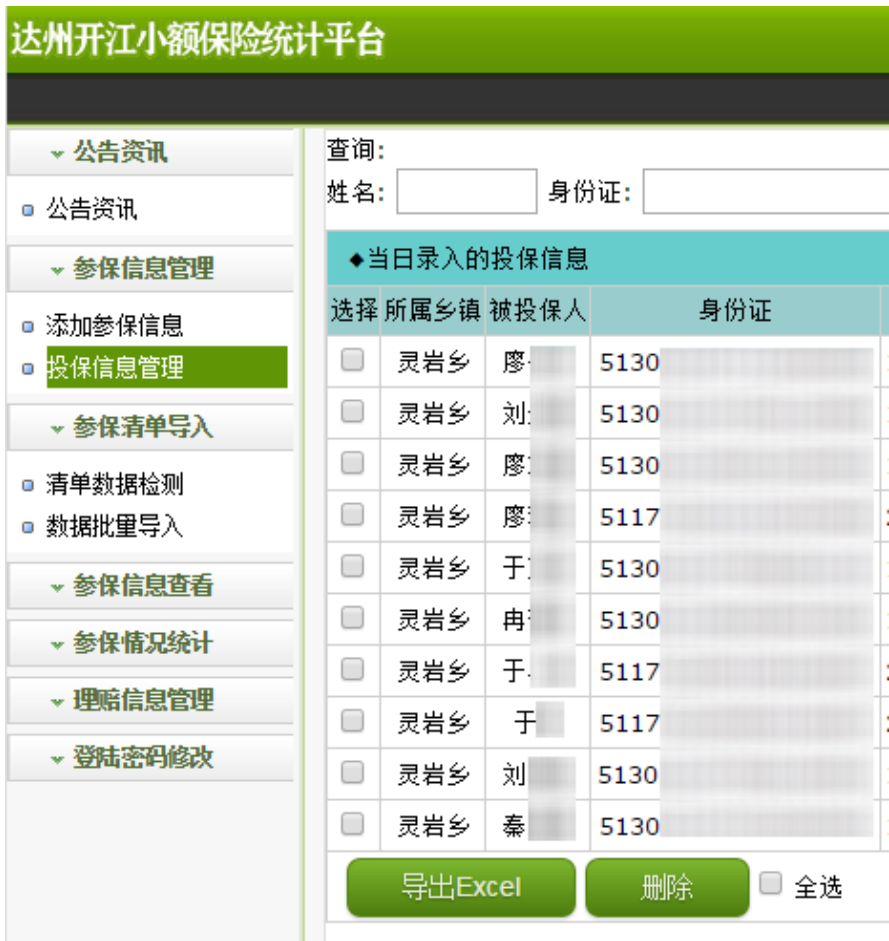 达州开江小额保险统计平台
公告资讯
公告资讯
参保信息管理
添加参保信息
投保信息管理
参保清单导入
清单数据检测
数据批量导入
参保信息查看
参保情况统计
理赔信息管理
登陆密码修改
查询:
姓名: 身份证:
◆当日录入的投保信息
选择 所属乡镇 被投保人 身份证
灵岩乡 廖 5130
灵岩乡 刘 5130
灵岩乡 廖 5130
灵岩乡 廖 5117
灵岩乡 于 5130
灵岩乡 冉 5130
灵岩乡 于 5117
灵岩乡 于 5117
灵岩乡 刘 5130
灵岩乡 秦 5130
导出Excel 删除 全选